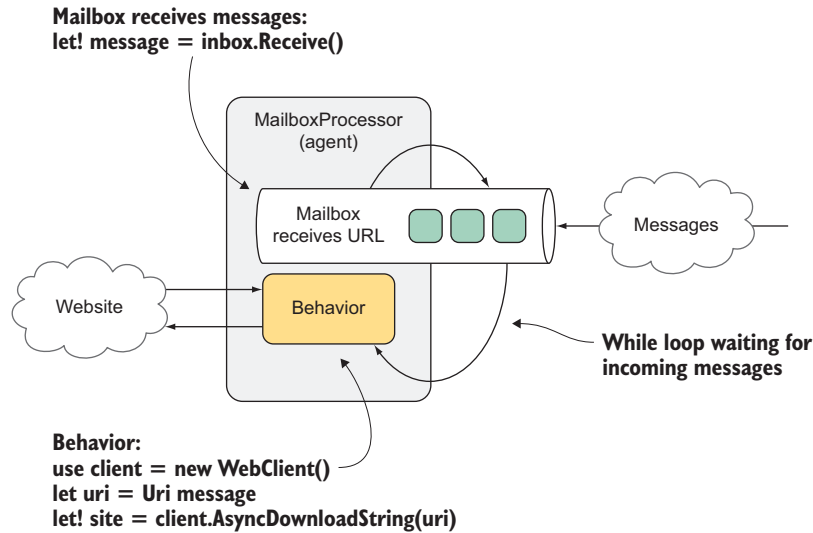 Mailbox receives messages:
let! message = inbox.Receive()
MailboxProcessor
(agent)
Mailbox
receives URL
Messages
Website
Behavior
While loop waiting for
incoming messages
Behavior:
use client = new WebClient()
let uri = Uri message
let! site = client.AsyncDownloadString(uri)